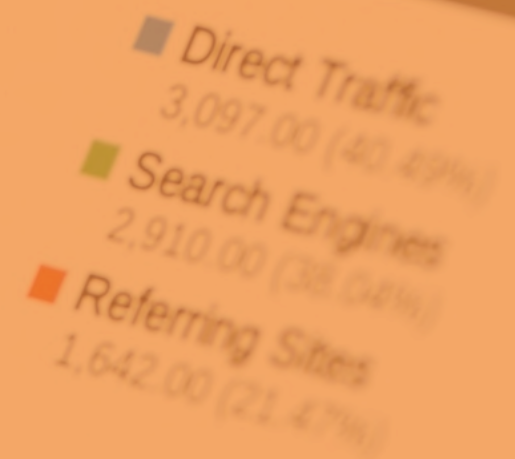 Direct Traffic
3,097.00 (40.49%)
Search Engines
2,910.00 (38.04%)
Referring Sites
1,642.00 (21.47%)